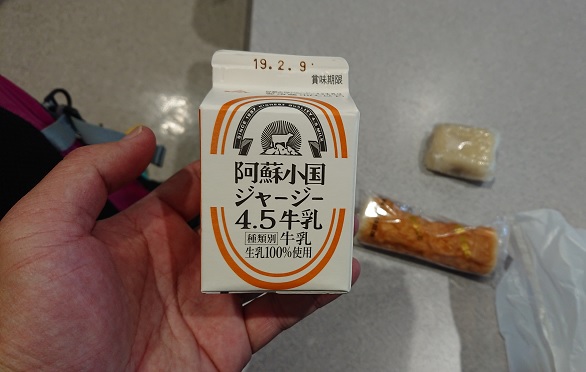 19.2.9
賞味期限
阿蘇小国
ジャージー
4.5牛乳
種類別 牛乳
生乳100%使用